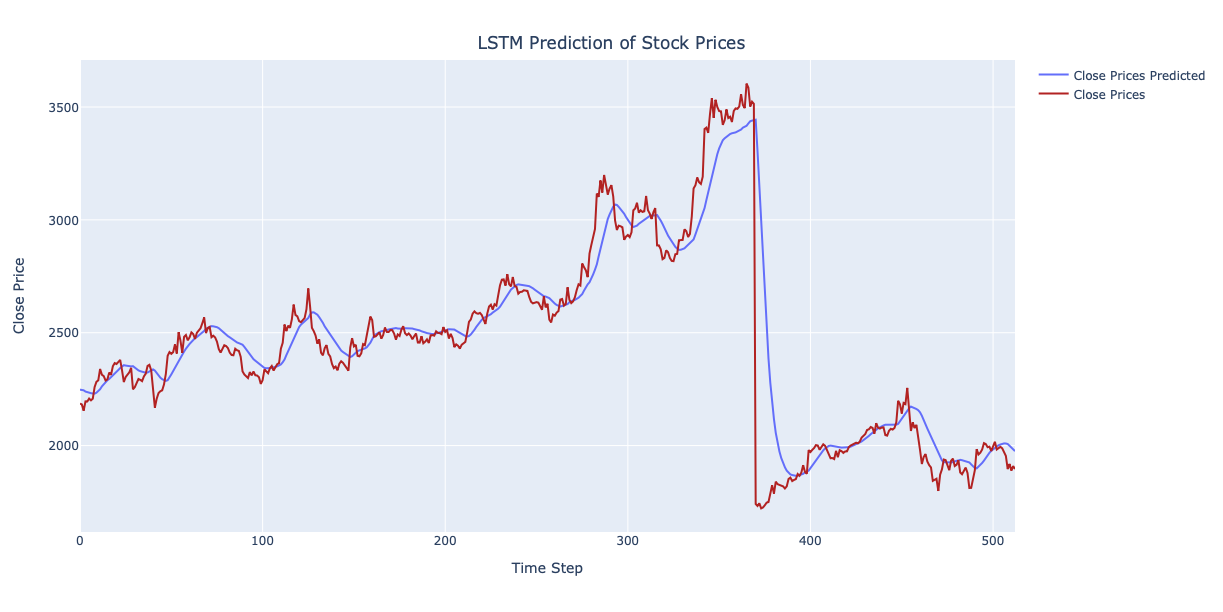 LSTM Prediction of Stock Prices
Close Prices Predicted
Close Prices
3500
3000
2500
2000
Close Price
0 100 200 300 400 500
Time Step